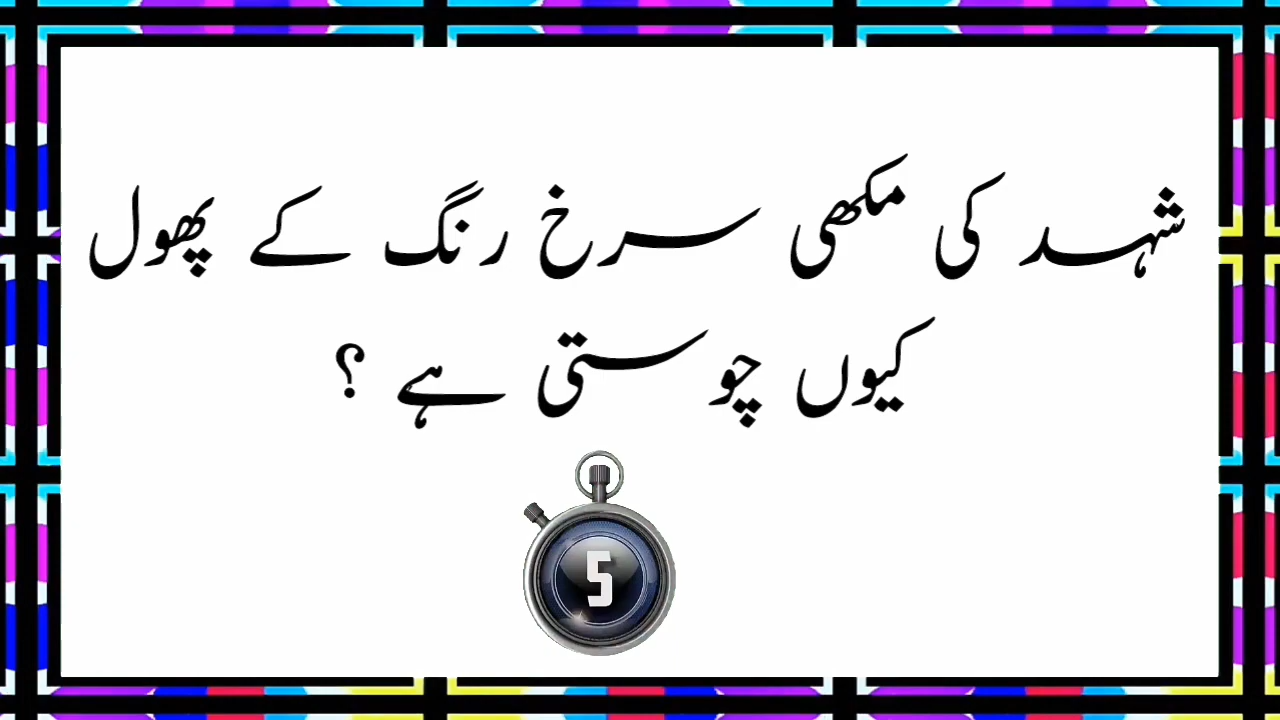 شہد کی مکھی سرخ رنگ کے پھول
کیوں چوستی ہے ؟
5